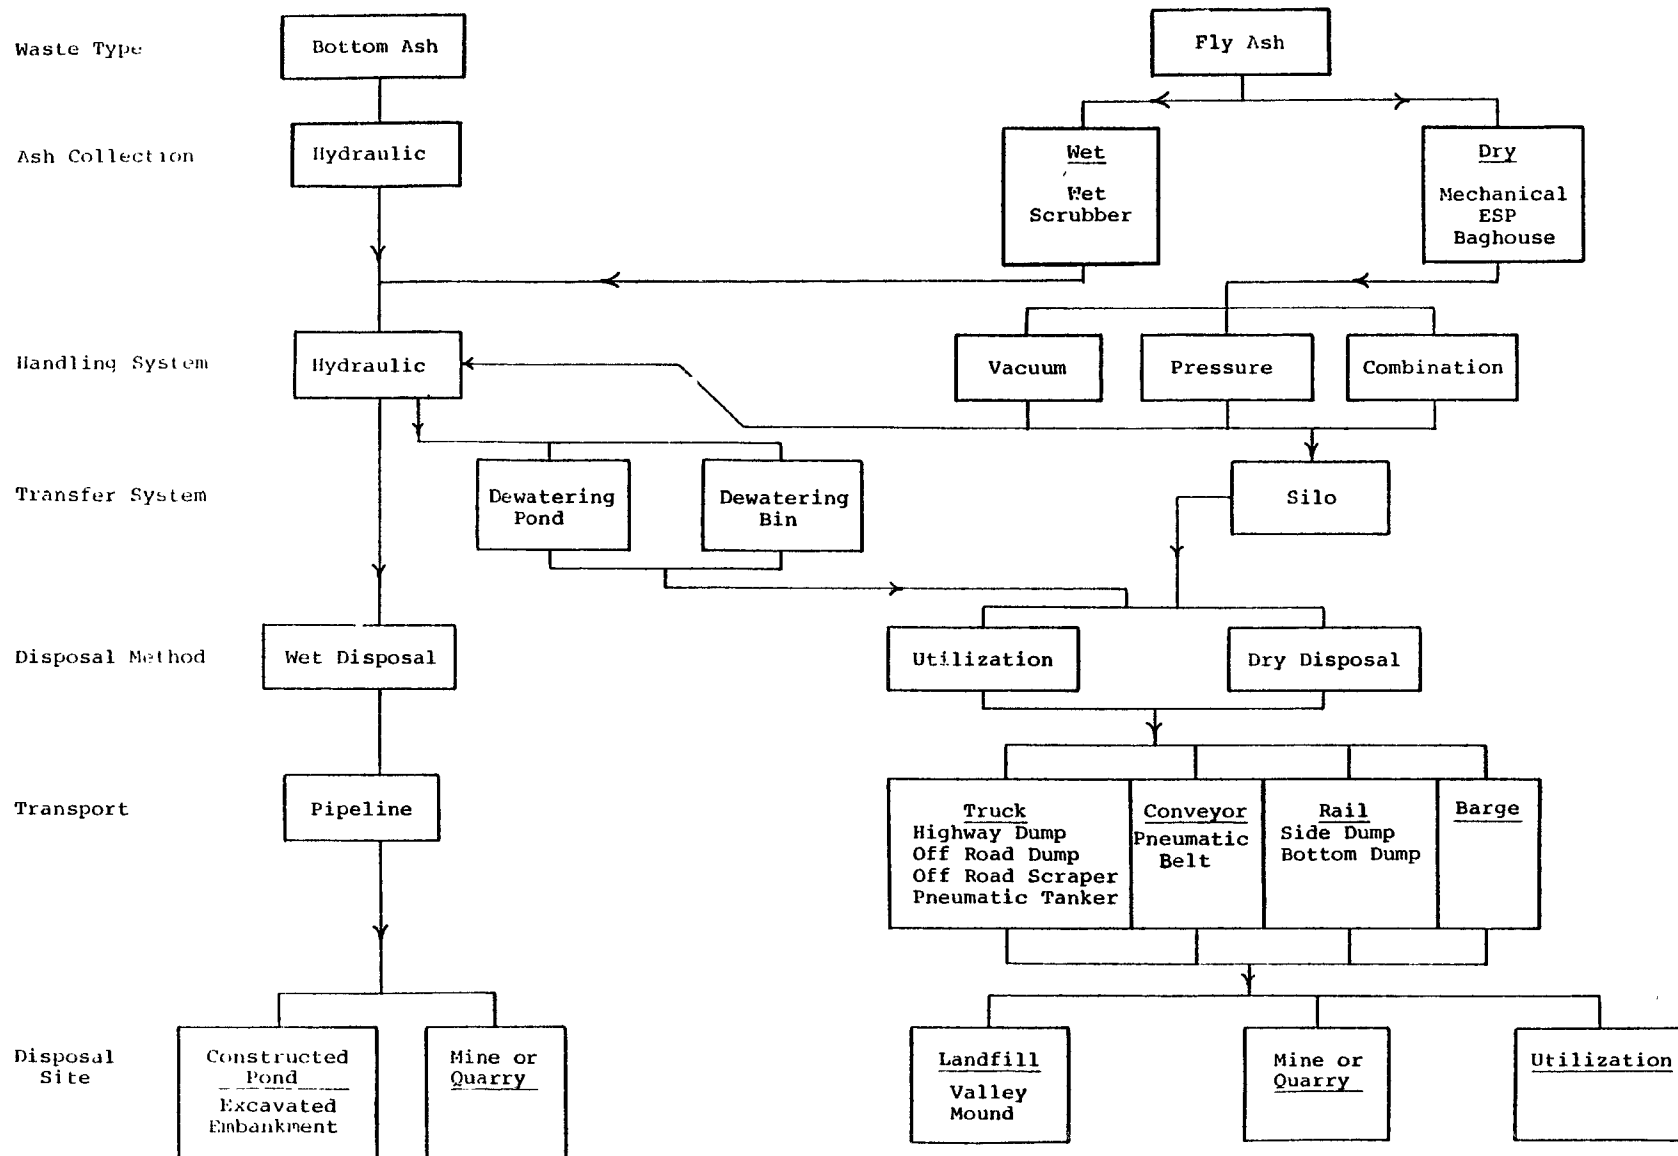 Waste Type
Bottom Ash
Fly Ash
Ash Collection
Hydraulic
Wet
Wet
Scrubber
Dry
Mechanical
ESP
Baghouse
Handling System
Hydraulic
Vacuum
Pressure
Combination
Transfer System
Dewatering
Pond
Dewatering
Bin
Silo
Disposal Method
Wet Disposal
Utilization
Dry Disposal
Transport
Pipeline
Truck
Highway Dump
Off Road Dump
Off Road Scraper
Pneumatic Tanker
Conveyor
Pneumatic
Belt
Rail
Side Dump
Bottom Dump
Barge
Disposal
Site
Constructed
Pond
Excavated
Embankment
Mine or
Quarry
Landfill
Valley
Mound
Mine or
Quarry
Utilization